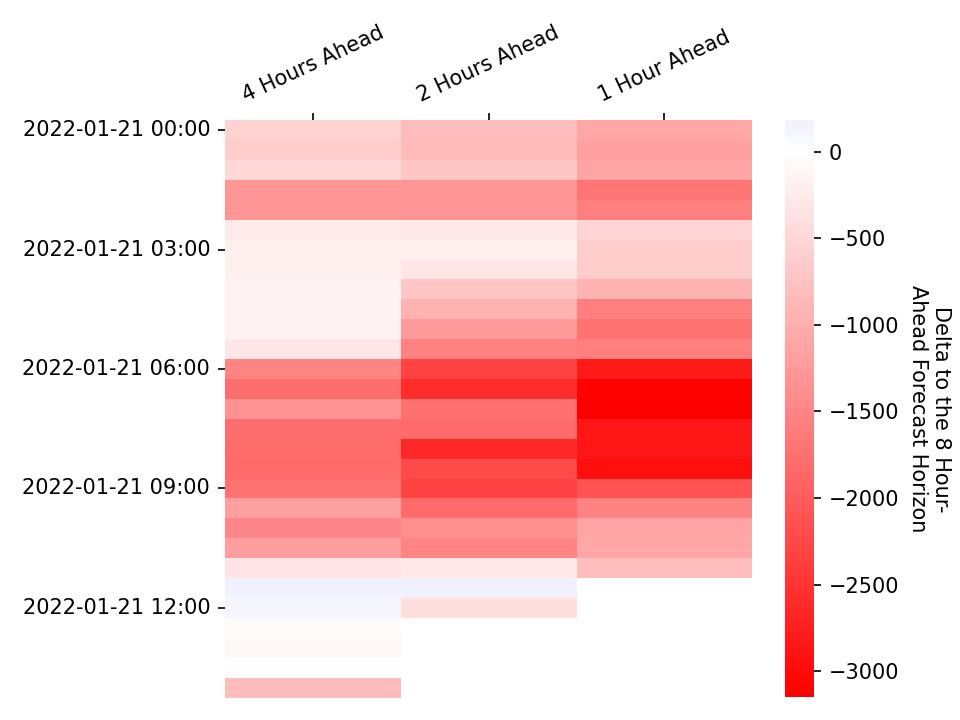 4 Hours Ahead
2 Hours Ahead
1 Hour Ahead
2022-01-21 00:00
2022-01-21 03:00
2022-01-21 06:00
2022-01-21 09:00
2022-01-21 12:00
0
−500
−1000
−1500
−2000
−2500
−3000
Delta to the 8 Hour-
Ahead Forecast Horizon